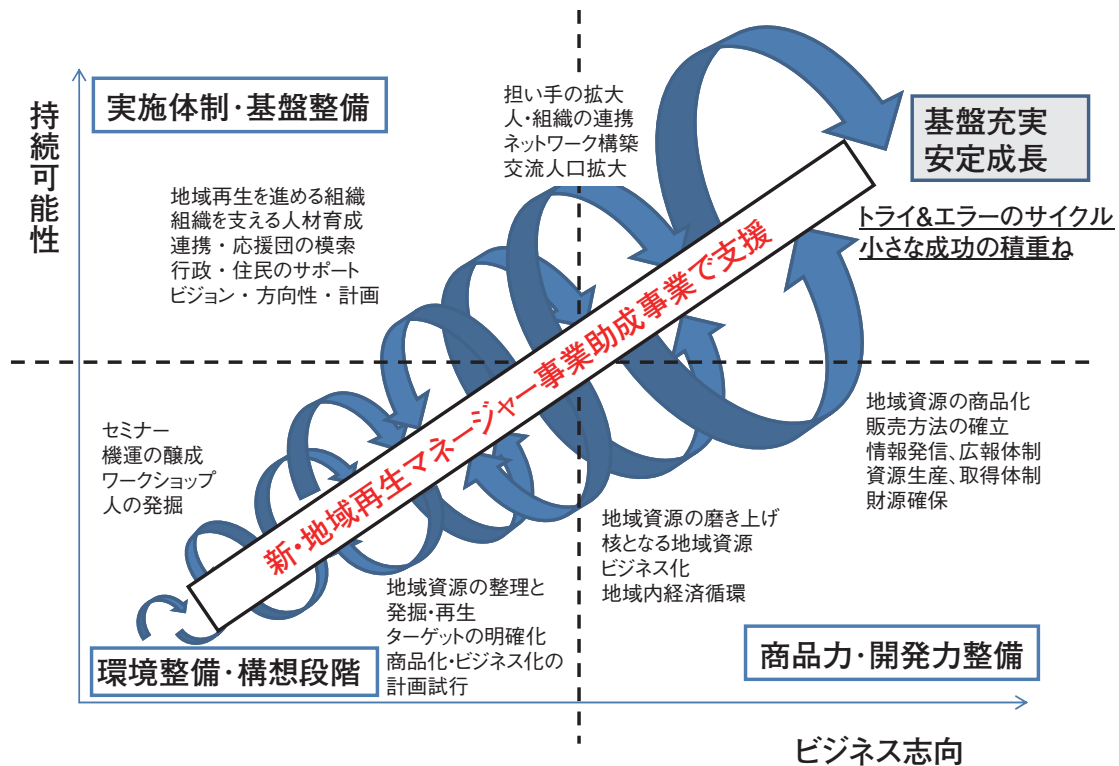 持続可能性
実施体制・基盤整備
地域再生を進める組織
組織を支える人材育成
連携・応援団の模索
行政・住民のサポート
ビジョン・方向性・計画
担い手の拡大
人・組織の連携
ネットワーク構築
交流人口拡大
基盤充実
安定成長
トライ&エラーのサイクル
小さな成功の積重ね
新・地域再生マネージャー事業助成事業で支援
セミナー
機運の醸成
ワークショップ
人の発掘
地域資源の商品化
販売方法の確立
情報発信、広報体制
資源生産、取得体制
財源確保
地域資源の磨き上げ
核となる地域資源
ビジネス化
地域内経済循環
地域資源の整理と
発掘・再生
ターゲットの明確化
商品化・ビジネス化の
計画試行
環境整備・構想段階
商品力・開発力整備
ビジネス志向